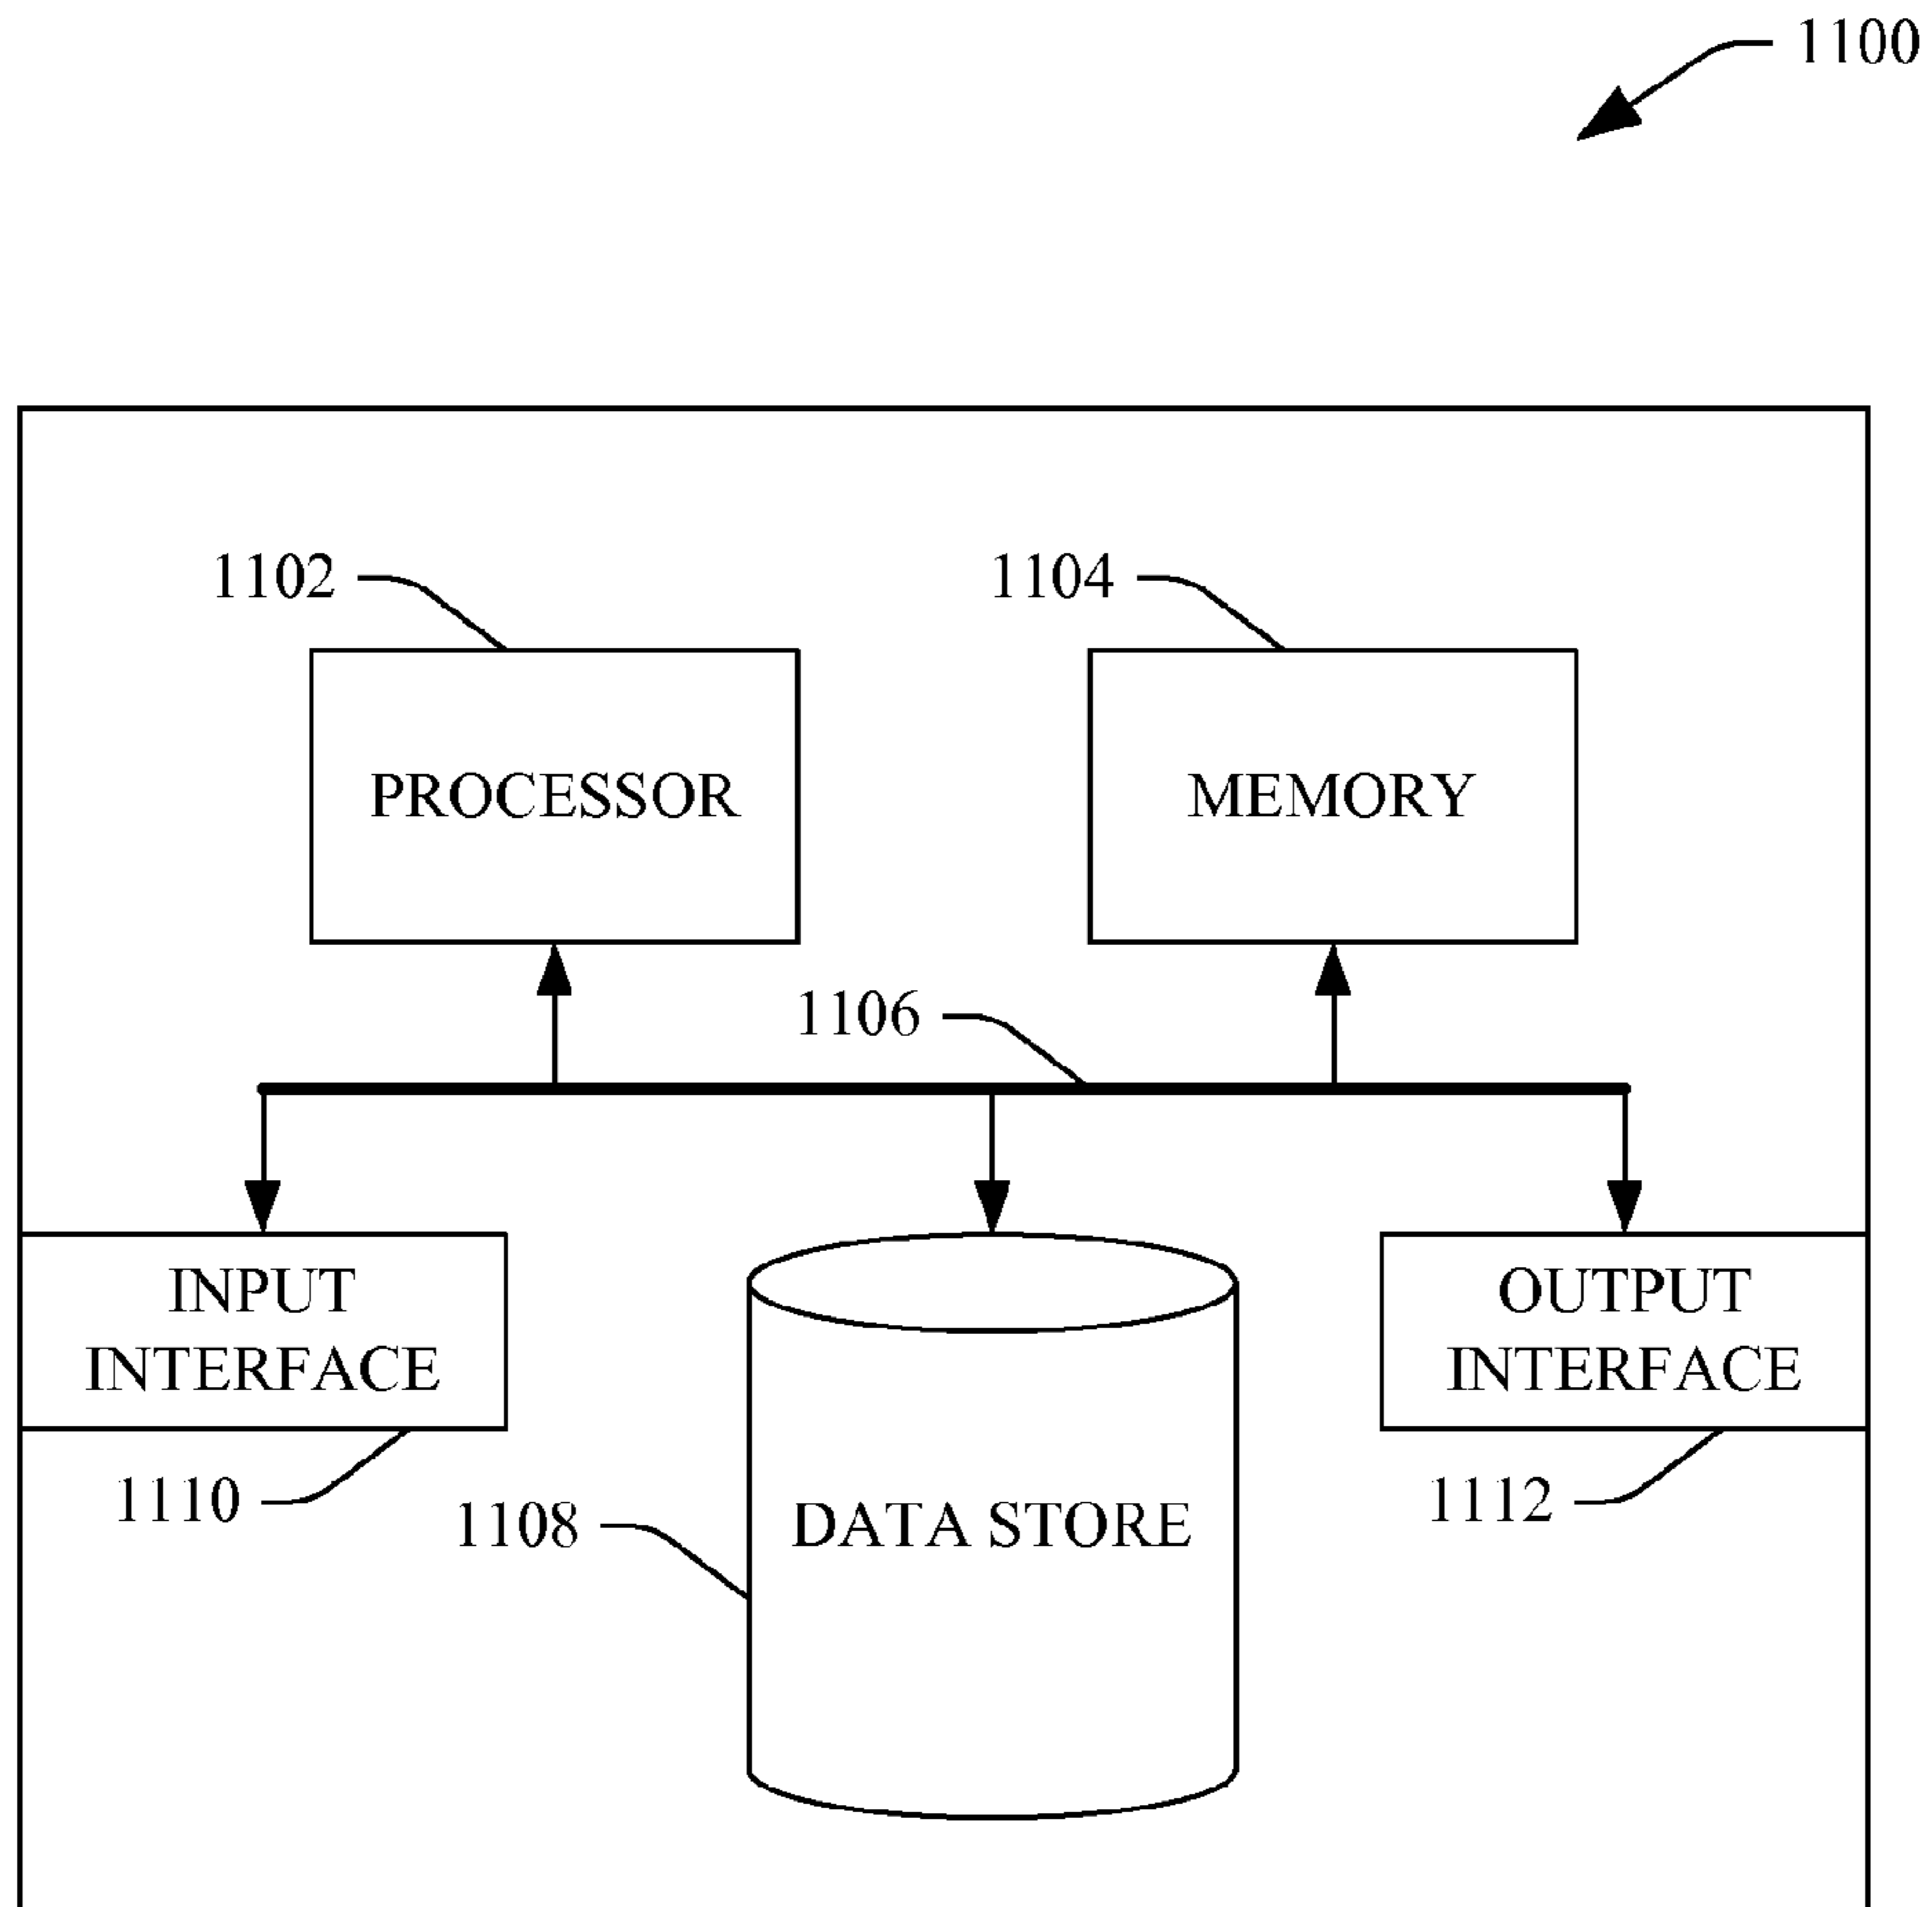 1100
1102
1104
PROCESSOR
MEMORY
1106
INPUT
INTERFACE
OUTPUT
INTERFACE
1110
1108
DATA STORE
1112